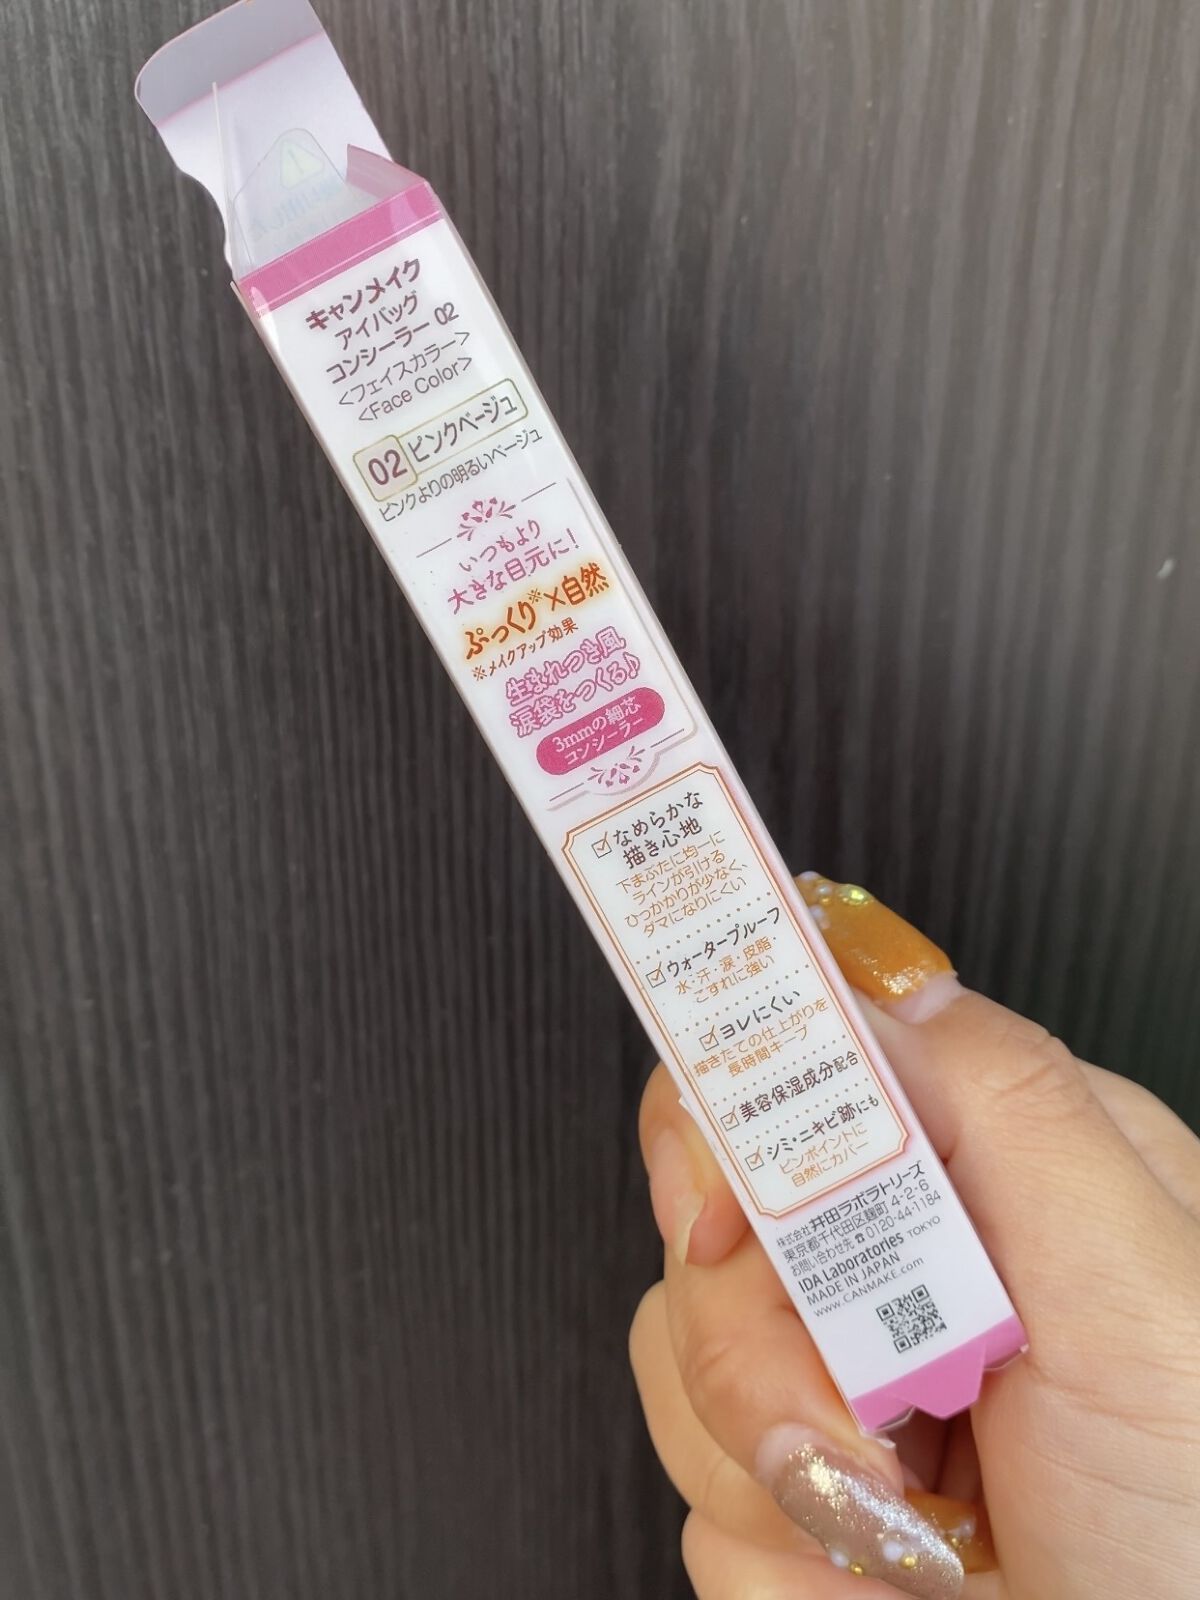 キャンメイク
アイバッグ
コンシーラー 02
<フェイスカラー>
<Face Color>
02 ピンクベージュ
ピンクよりの明るいベージュ
いつもより
大きな目元に!
ぷっくり※×自然
※メイクアップ効果
生まれつき風
涙袋をつくる♪
3mmの細芯
コンシーラー
なめらかな
描き心地
下まぶたに均一に
ラインが引ける
ひっかかりが少なく、
ダマになりにくい
ウォータープルーフ
水・汗・涙・皮脂・
こすれに強い
ヨレにくい
描きたての仕上がりを
長時間キープ
美容保湿成分配合
シミ・ニキビ跡にも
ピンポイントに
自然にカバー
株式会社 井田ラボラトリーズ
東京都千代田区麹町 4-2-6
お問い合わせ先 ☎ 0120-44-1184
IDA Laboratories TOKYO
MADE IN JAPAN
www.CANMAKE.com